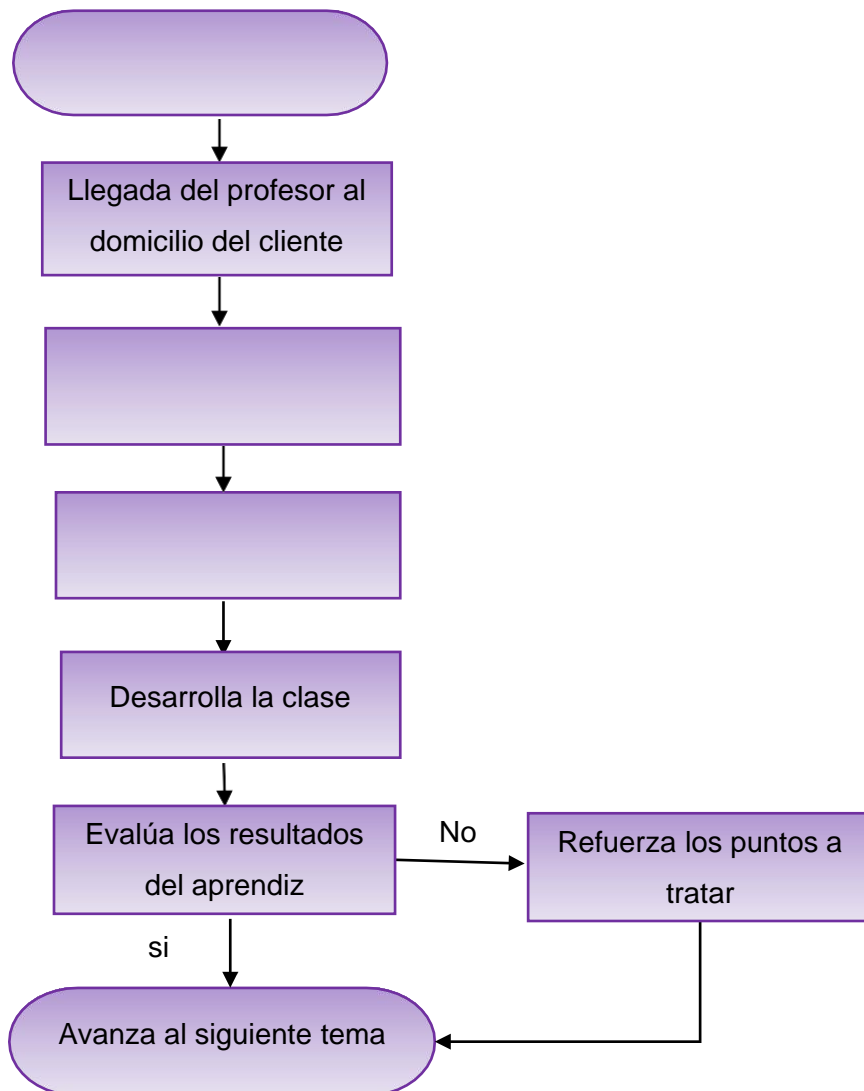 Llegada del profesor al
domicilio del cliente
Desarrolla la clase
Evalúa los resultados
del aprendiz
No
Refuerza los puntos a
tratar
si
Avanza al siguiente tema